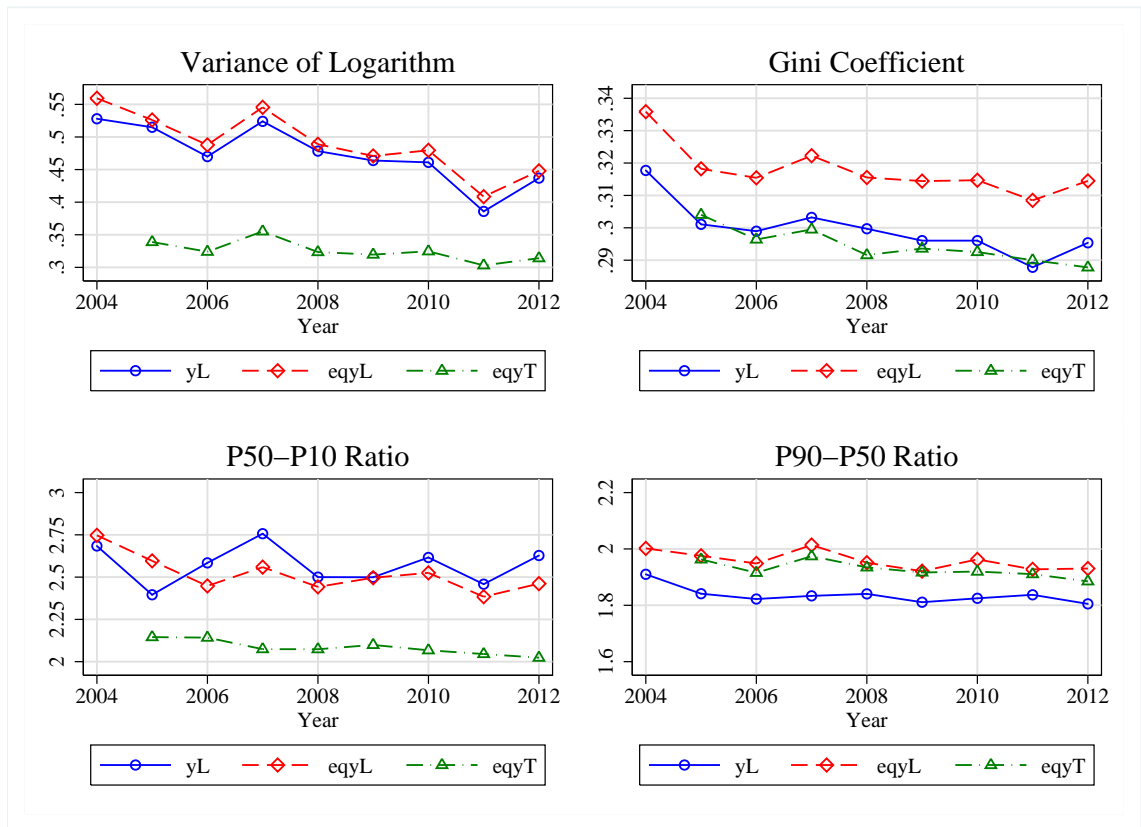 Variance of Logarithm
.55
.5
.45
.4
.35
.3
2004 2006 2008 2010 2012
Year
yL eqyL eqyT
Gini Coefficient
.34
.33
.32
.31
.3
.29
2004 2006 2008 2010 2012
Year
yL eqyL eqyT
P50–P10 Ratio
3
2.75
2.5
2.25
2
2004 2006 2008 2010 2012
Year
yL eqyL eqyT
P90–P50 Ratio
2.2
2
1.8
1.6
2004 2006 2008 2010 2012
Year
yL eqyL eqyT